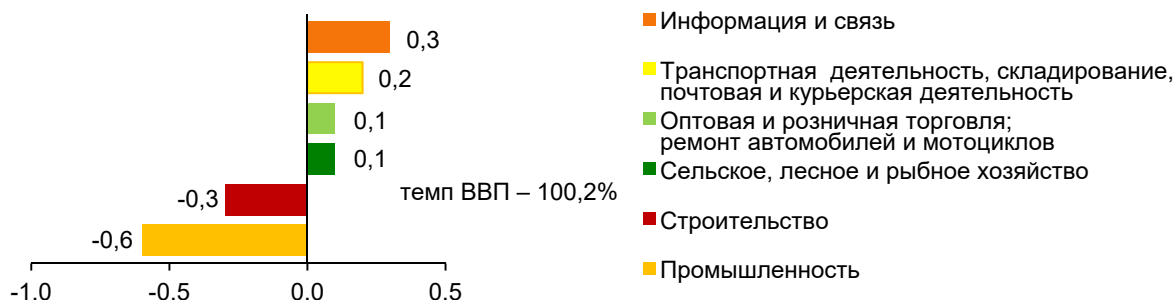 0,3
0,2
0,1
0,1
темп ВВП – 100,2%
-0,3
-0,6
-1.0 -0.5 0.0 0.5
Информация и связь
Транспортная деятельность, складирование,
почтовая и курьерская деятельность
Оптовая и розничная торговля;
ремонт автомобилей и мотоциклов
Сельское, лесное и рыбное хозяйство
Строительство
Промышленность